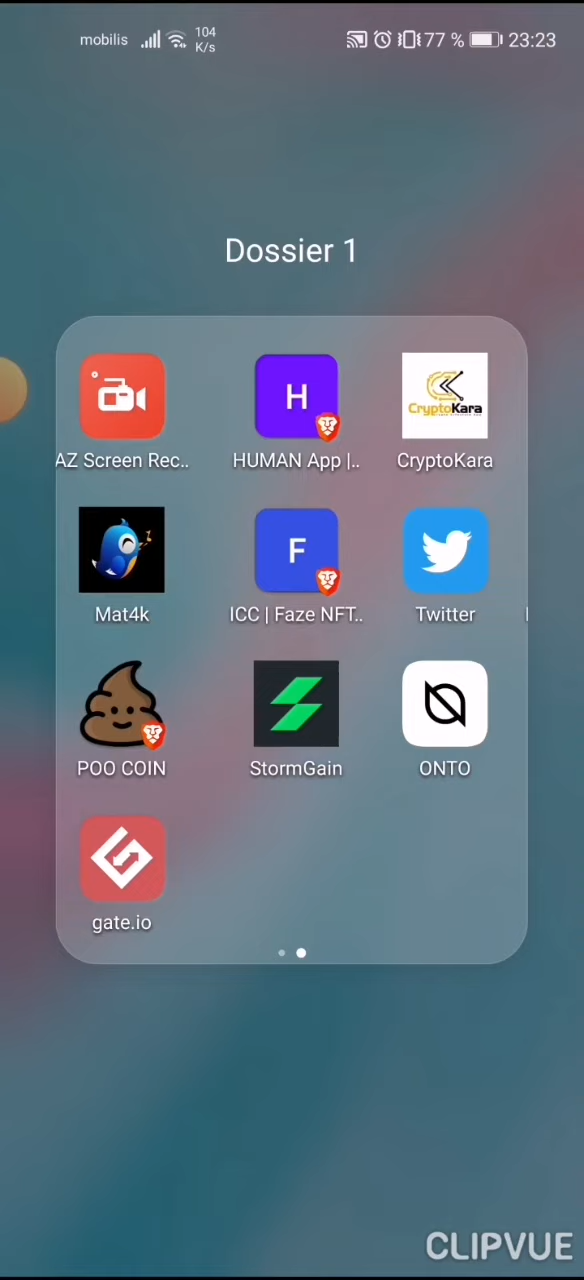 mobilis 104 K/s 77 % 23:23
Dossier 1
CryptoKara
AZ Screen Rec.. HUMAN App |.. CryptoKara
Mat4k ICC | Faze NFT.. Twitter
POO COIN StormGain ONTO
gate.io
CLIPVUE